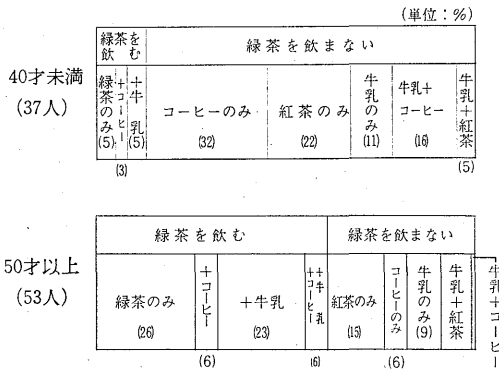 (単位：%)
緑茶を飲む
緑茶を飲まない
40才未満
(37人)
緑茶のみ
(5)
＋コーヒー
(3)
＋牛乳
(5)
コーヒーのみ
(32)
紅茶のみ
(22)
牛乳のみ
(11)
牛乳＋コーヒー
(16)
牛乳＋紅茶
(5)
50才以上
(53人)
緑茶を飲む
緑茶を飲まない
緑茶のみ
(26)
＋コーヒー
(6)
＋牛乳
(23)
＋牛乳
＋コーヒー
(6)
紅茶のみ
(15)
コーヒーのみ
(6)
牛乳のみ
(9)
牛乳＋紅茶
牛乳＋コーヒー